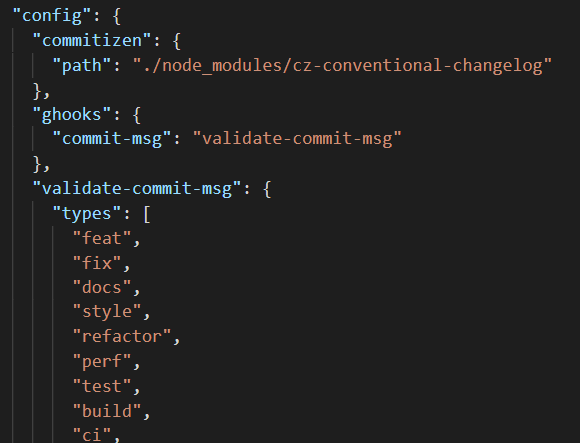 "config": {
"commitizen": {
"path": "./node_modules/cz-conventional-changelog"
},
"ghooks": {
"commit-msg": "validate-commit-msg"
},
"validate-commit-msg": {
"types": [
"feat",
"fix",
"docs",
"style",
"refactor",
"perf",
"test",
"build",
"ci",